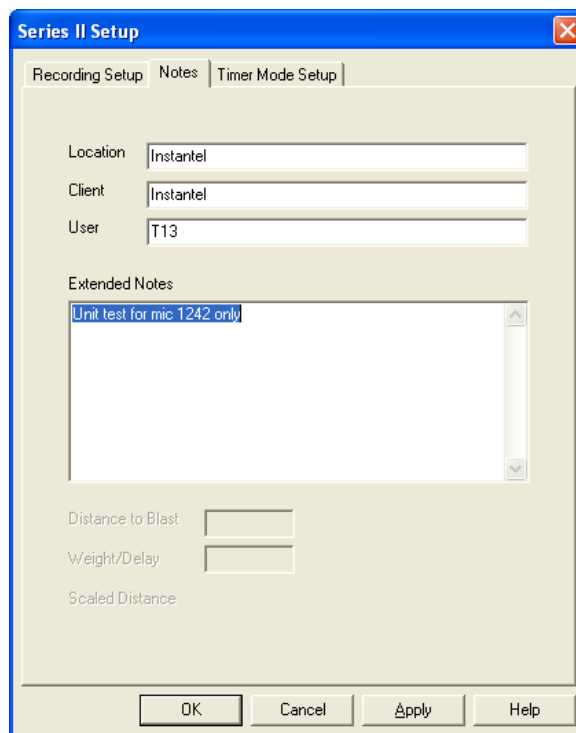 Series II Setup
Recording Setup Notes Timer Mode Setup
Location Instantel
Client Instantel
User T13
Extended Notes
Unit test for mic 1242 only
Distance to Blast
Weight/Delay
Scaled Distance
OK Cancel Apply Help